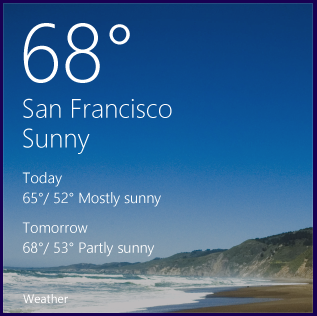 68°
San Francisco
Sunny
Today
65°/ 52° Mostly sunny
Tomorrow
68°/ 53° Partly sunny
Weather